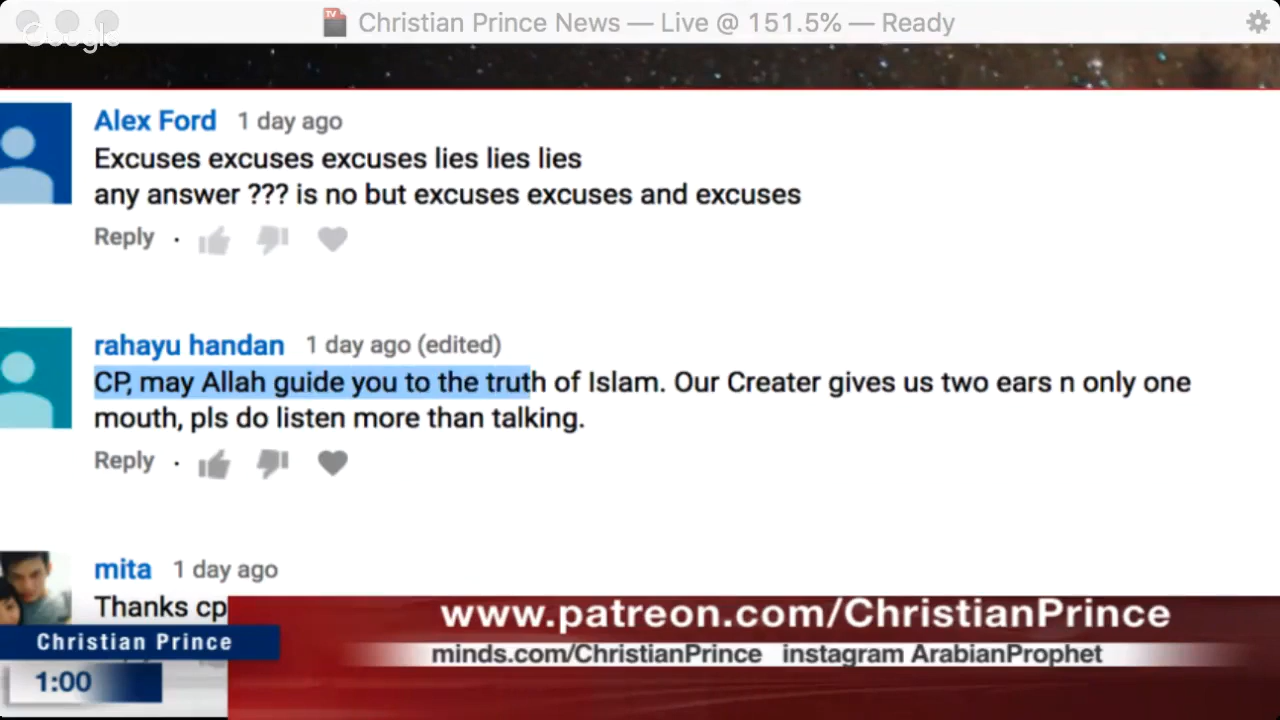 Christian Prince News — Live @ 151.5% — Ready
Google
Alex Ford 1 day ago
Excuses excuses excuses lies lies lies
any answer ??? is no but excuses excuses and excuses
Reply ·
rahayu handan 1 day ago (edited)
CP, may Allah guide you to the truth of Islam. Our Creater gives us two ears n only one
mouth, pls do listen more than talking.
Reply ·
mita 1 day ago
Thanks cp
www.patreon.com/ChristianPrince
Christian Prince
minds.com/ChristianPrince instagram ArabianProphet
1:00